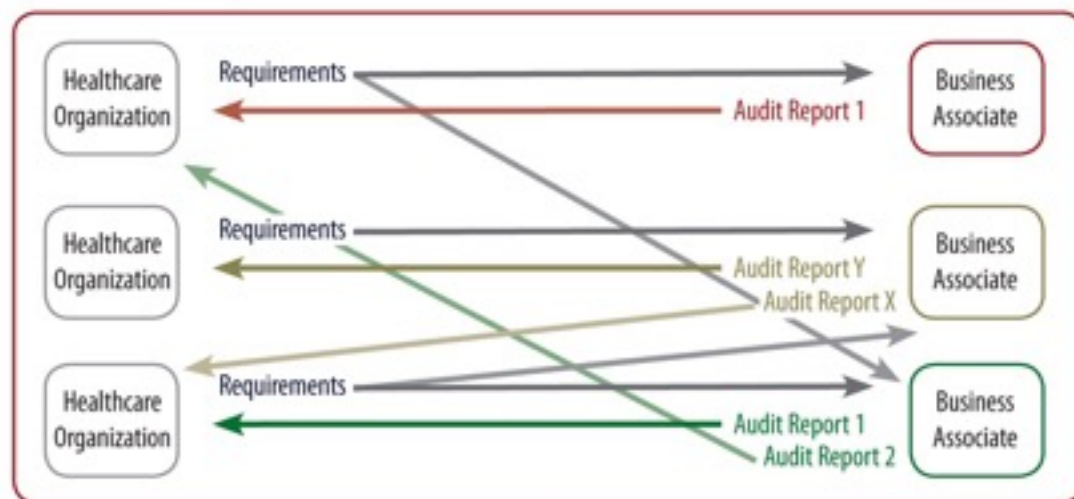 Healthcare
Organization
Requirements
Audit Report 1
Business
Associate
Healthcare
Organization
Requirements
Audit Report Y
Audit Report X
Business
Associate
Healthcare
Organization
Requirements
Audit Report 1
Audit Report 2
Business
Associate